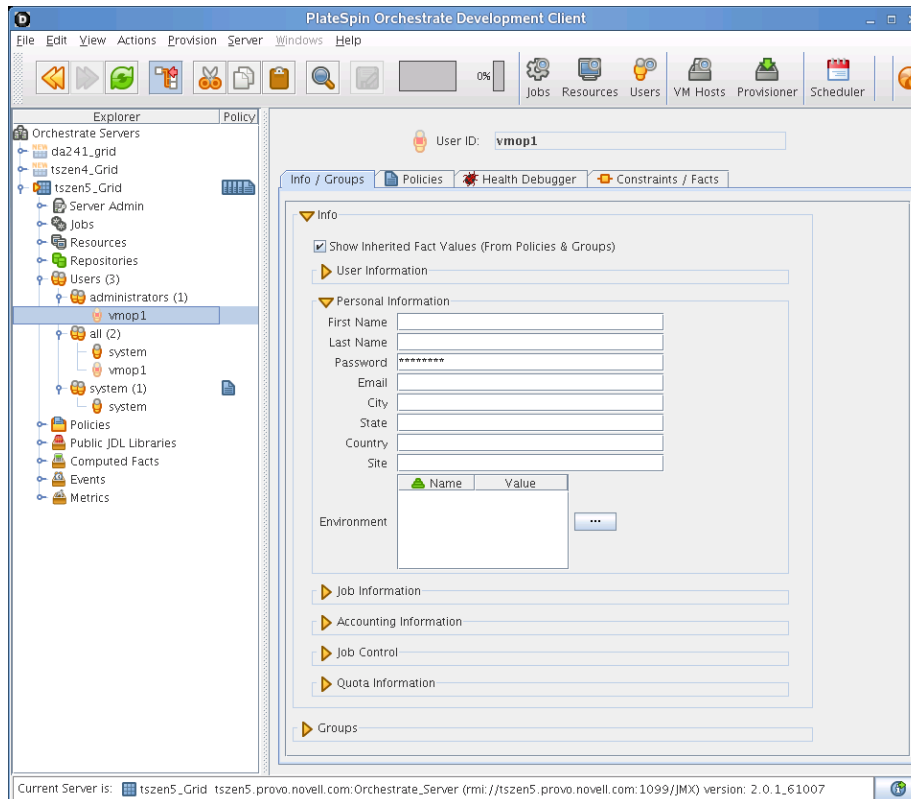 PlateSpin Orchestrate Development Client
File Edit View Actions Provision Server Windows Help
0%
Jobs Resources Users VM Hosts Provisioner Scheduler
Explorer Policy
Orchestrate Servers
NEW da241_grid
NEW tszen4_Grid
tszen5_Grid
Server Admin
Jobs
Resources
Repositories
Users (3)
administrators (1)
vmop1
all (2)
system
vmop1
system (1)
system
Policies
Public JDL Libraries
Computed Facts
Events
Metrics
User ID: vmop1
Info / Groups Policies Health Debugger Constraints / Facts
Info
Show Inherited Fact Values (From Policies & Groups)
User Information
Personal Information
First Name
Last Name
Password ********
Email
City
State
Country
Site
Name Value
Environment ...
Job Information
Accounting Information
Job Control
Quota Information
Groups
Current Server is: tszen5_Grid tszen5.provo.novell.com:Orchestrate_Server (rmi://tszen5.provo.novell.com:1099/JMX) version: 2.0.1_61007